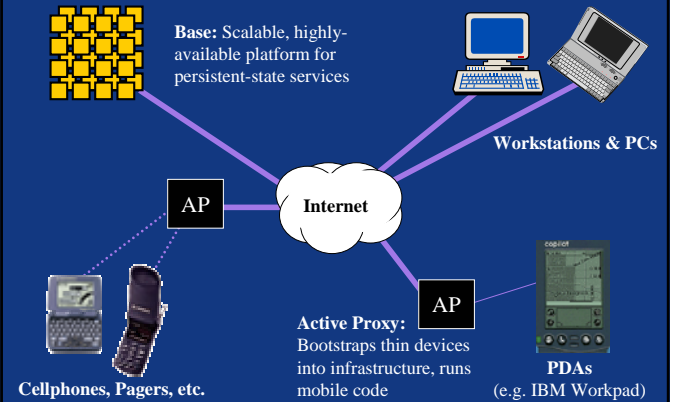 Base: Scalable, highly-
available platform for
persistent-state services
Workstations & PCs
AP
Internet
copilot
AP
Active Proxy:
Bootstraps thin devices
into infrastructure, runs
mobile code
PDAs
(e.g. IBM Workpad)
Cellphones, Pagers, etc.